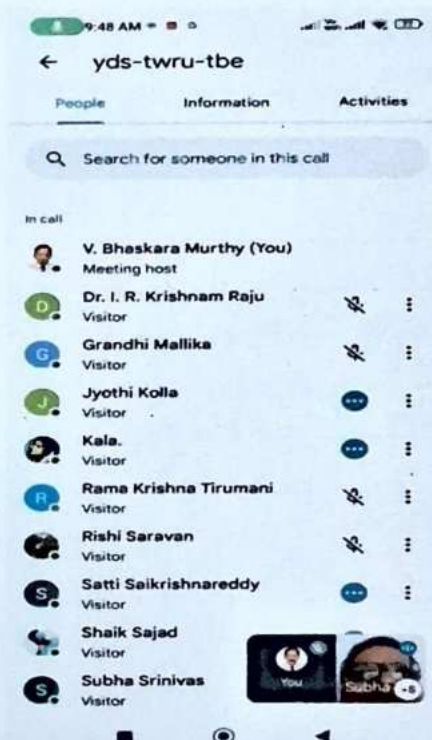 9:48 AM
yds-twru-tbe
People Information Activities
Search for someone in this call
In call
V. Bhaskara Murthy (You)
Meeting host
D
Dr. I. R. Krishnam Raju
Visitor
G
Grandhi Mallika
Visitor
J
Jyothi Kolla
Visitor
Kala.
Visitor
R
Rama Krishna Tirumani
Visitor
Rishi Saravan
Visitor
S
Satti Saikrishnareddy
Visitor
Shaik Sajad
Visitor
S
Subha Srinivas
Visitor
You
Subha